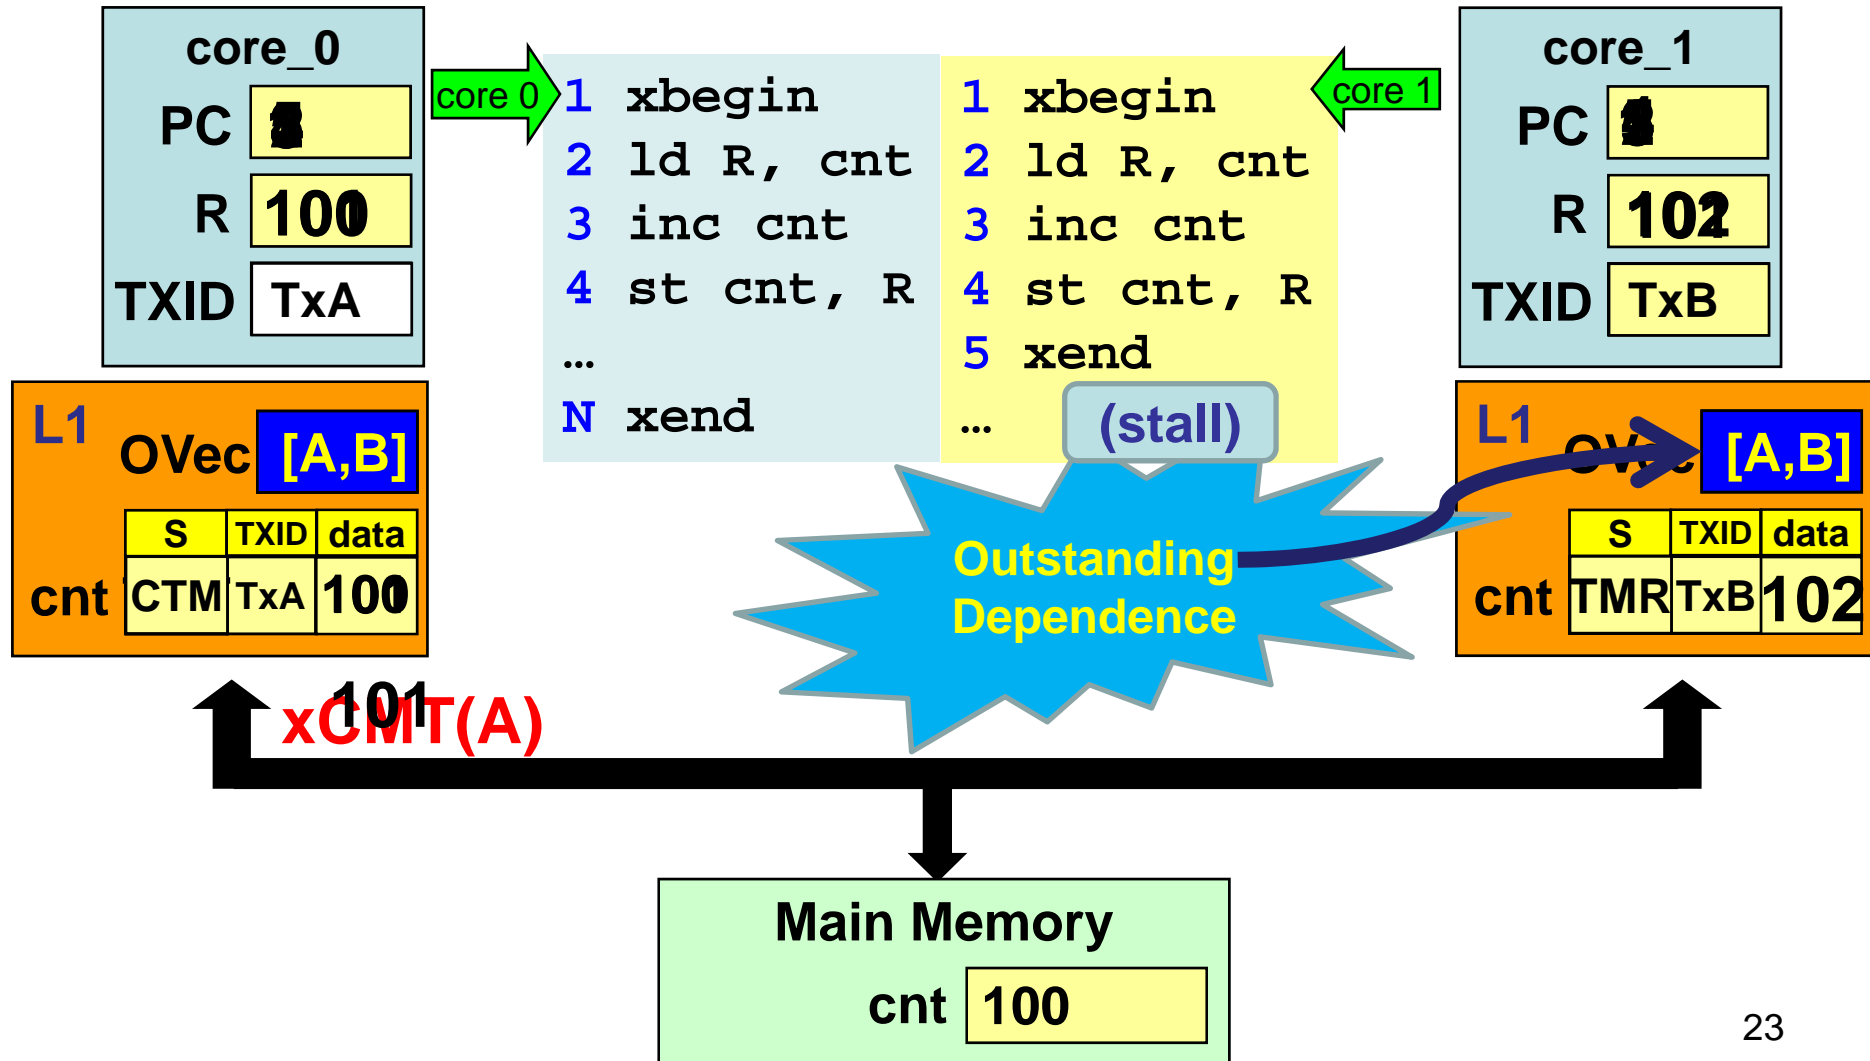 core_0
PC
R
TXID TxA
core 0
1 xbegin
2 ld R, cnt
3 inc cnt
4 st cnt, R
…
N xend
1 xbegin
2 ld R, cnt
3 inc cnt
4 st cnt, R
5 xend
…
(stall)
core 1
core_1
PC
R
TXID TxB
L1
OVec [A,B]
S TXID data
cnt CTM TxA
L1
OVec [A,B]
S TXID data
cnt TMR TxB 102
Outstanding
Dependence
101
xCMT(A)
Main Memory
cnt 100
23